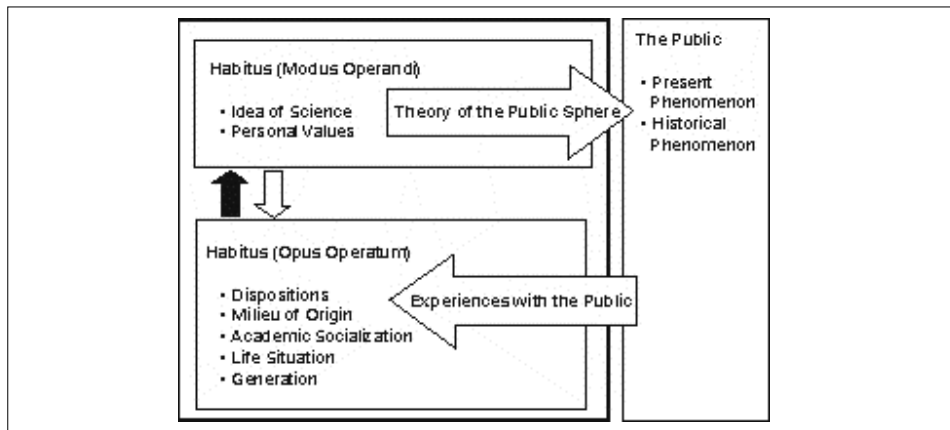 Habitus (Modus Operandi)
• Idea of Science
• Personal Values
Theory of the Public Sphere
The Public
• Present
Phenomenon
• Historical
Phenomenon
Habitus (Opus Operatum)
• Dispositions
• Milieu of Origin
• Academic Socialization
• Life Situation
• Generation
Experiences with the Public